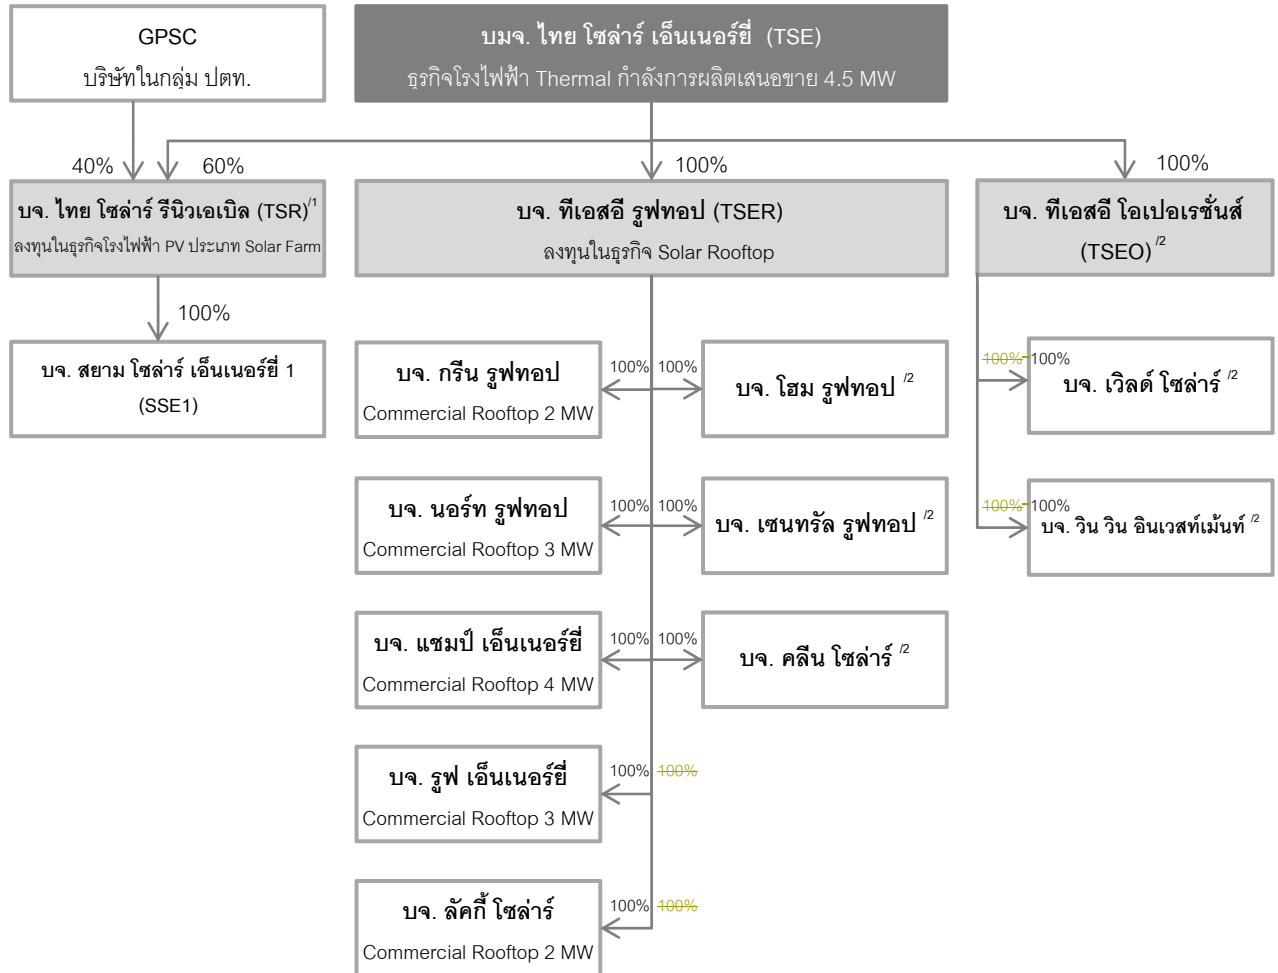 GPSC
บริษัทในกลุ่ม ปตท.
บมจ. ไทย โซล่าร์ เอ็นเนอร์ยี่ (TSE)
ธุรกิจโรงไฟฟ้า Thermal กำลังการผลิตเสนอขาย 4.5 MW
40%
60%
100%
100%
บจ. ไทย โซล่าร์ รีนิวเอเบิล (TSR)/1
ลงทุนในธุรกิจโรงไฟฟ้า PV ประเภท Solar Farm
บจ. ทีเอสอี รูฟทอป (TSER)
ลงทุนในธุรกิจ Solar Rooftop
บจ. ทีเอสอี โอเปอเรชั่นส์
(TSEO) /2
100%
บจ. สยาม โซล่าร์ เอ็นเนอร์ยี่ 1
(SSE1)
บจ. กรีน รูฟทอป
Commercial Rooftop 2 MW
100% 100%
บจ. โฮม รูฟทอป /2
100% 100%
บจ. เวิลด์ โซล่าร์ /2
บจ. นอร์ท รูฟทอป
Commercial Rooftop 3 MW
100% 100%
บจ. เซนทรัล รูฟทอป /2
100% 100%
บจ. วิน วิน อินเวสท์เม้นท์ /2
บจ. แชมป์ เอ็นเนอร์ยี่
Commercial Rooftop 4 MW
100% 100%
บจ. คลีน โซล่าร์ /2
บจ. รูฟ เอ็นเนอร์ยี่
Commercial Rooftop 3 MW
100% 100%
บจ. ลัคกี้ โซล่าร์
Commercial Rooftop 2 MW
100% 100%